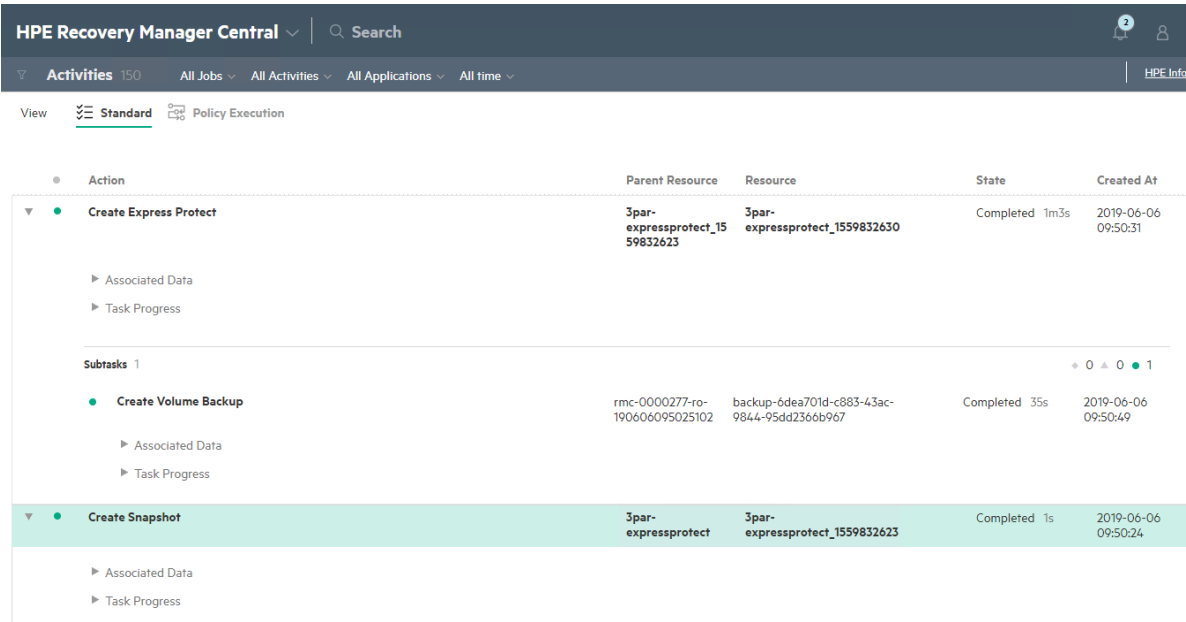 HPE Recovery Manager Central Search 2
Activities 150 All Jobs All Activities All Applications All time HPE Info
View Standard Policy Execution
Action Parent Resource Resource State Created At
Create Express Protect 3par- 3par- Completed 1m3s 2019-06-06
expressprotect_15 expressprotect_1559832630 09:50:31
59832623
Associated Data
Task Progress
Subtasks 1 0 0 1
Create Volume Backup rmc-0000277-ro- backup-6dea701d-c883-43ac- Completed 35s 2019-06-06
190606095025102 9844-95dd2366b967 09:50:49
Associated Data
Task Progress
Create Snapshot 3par- 3par- Completed 1s 2019-06-06
expressprotect expressprotect_1559832623 09:50:24
Associated Data
Task Progress